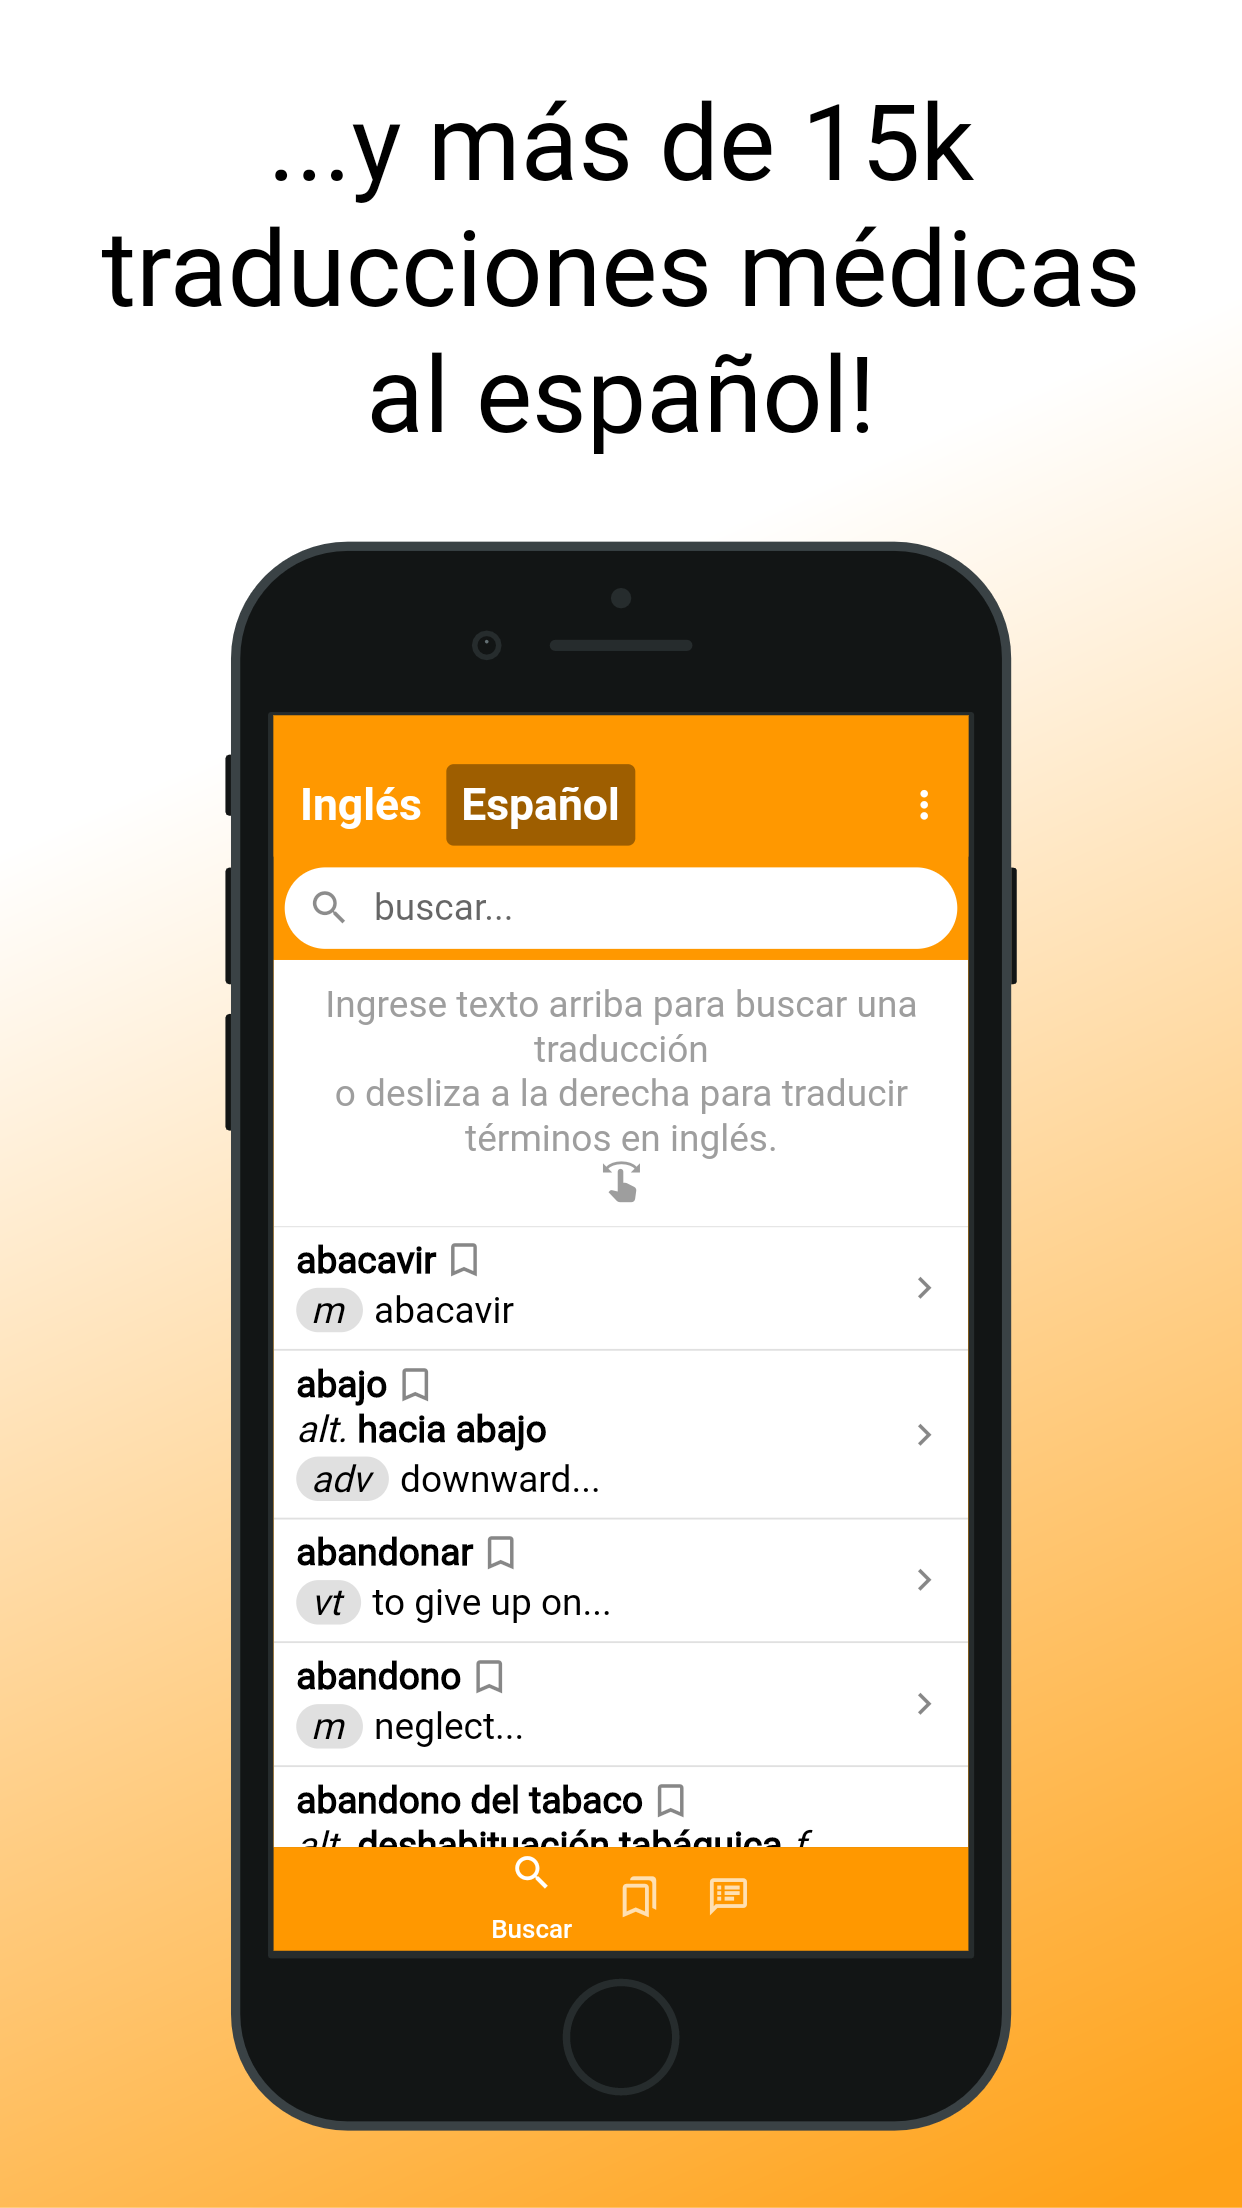 ...y más de 15k
traducciones médicas
al español!
Inglés Español
buscar...
Ingrese texto arriba para buscar una
traducción
o desliza a la derecha para traducir
términos en inglés.
abacavir
m abacavir
abajo
alt. hacia abajo
adv downward...
abandonar
vt to give up on...
abandono
m neglect...
abandono del tabaco
alt. deshabituación tabáquica f
Buscar